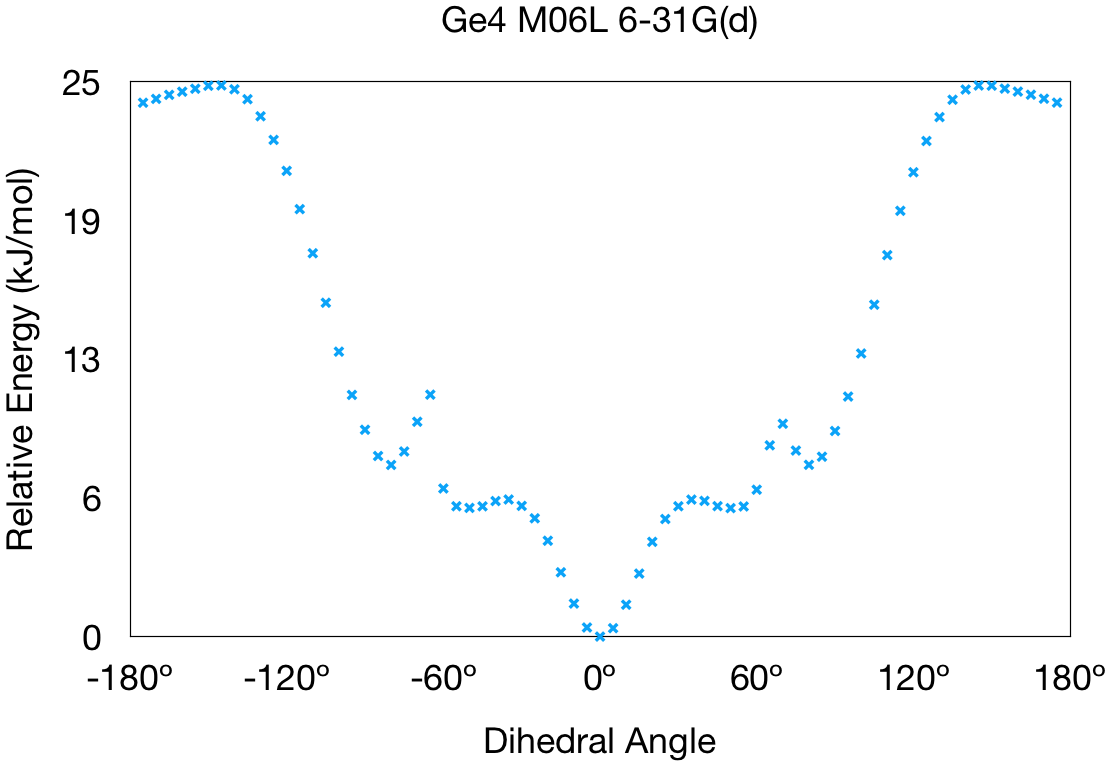 Ge4 M06L 6-31G(d)
25
19
13
6
0
Relative Energy (kJ/mol)
-180º -120º -60º 0º 60º 120º 180º
Dihedral Angle